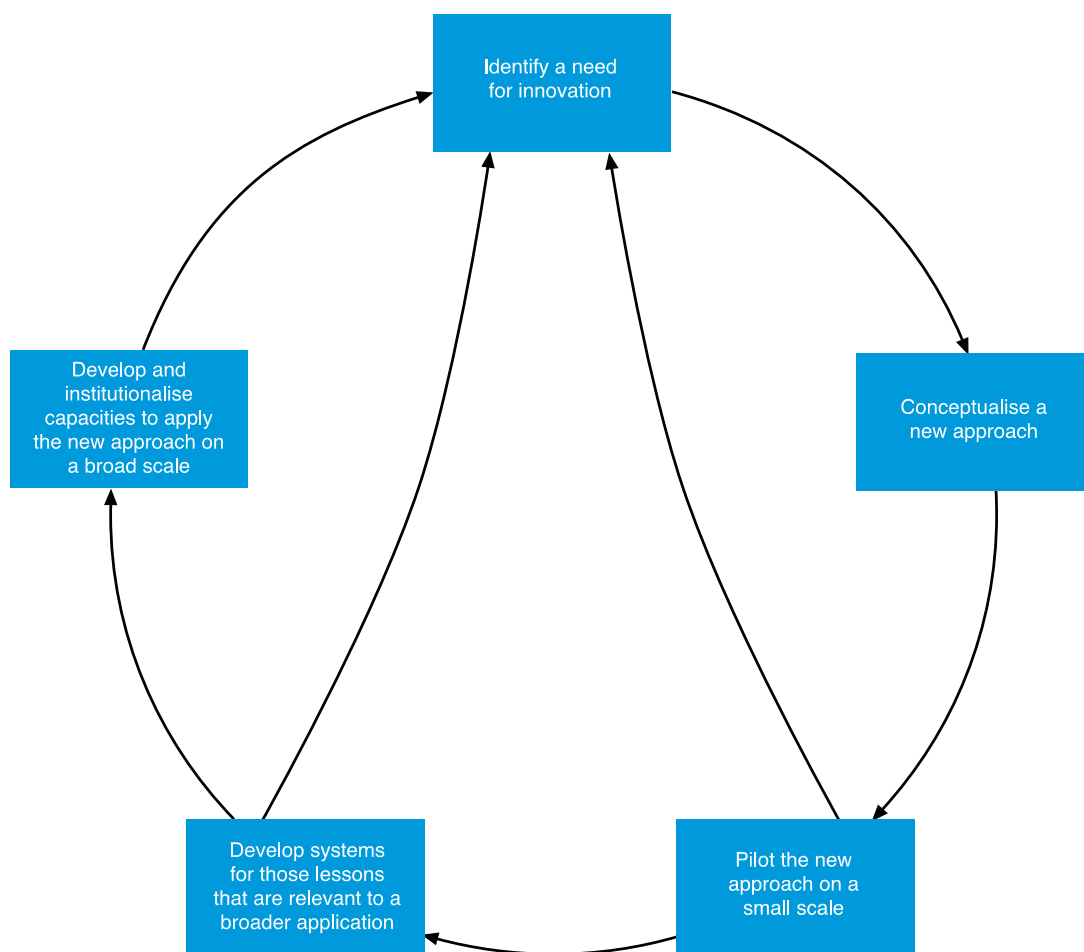 Identify a need
for innovation
Conceptualise a
new approach
Pilot the new
approach on a
small scale
Develop systems
for those lessons
that are relevant to a
broader application
Develop and
institutionalise
capacities to apply
the new approach on
a broad scale